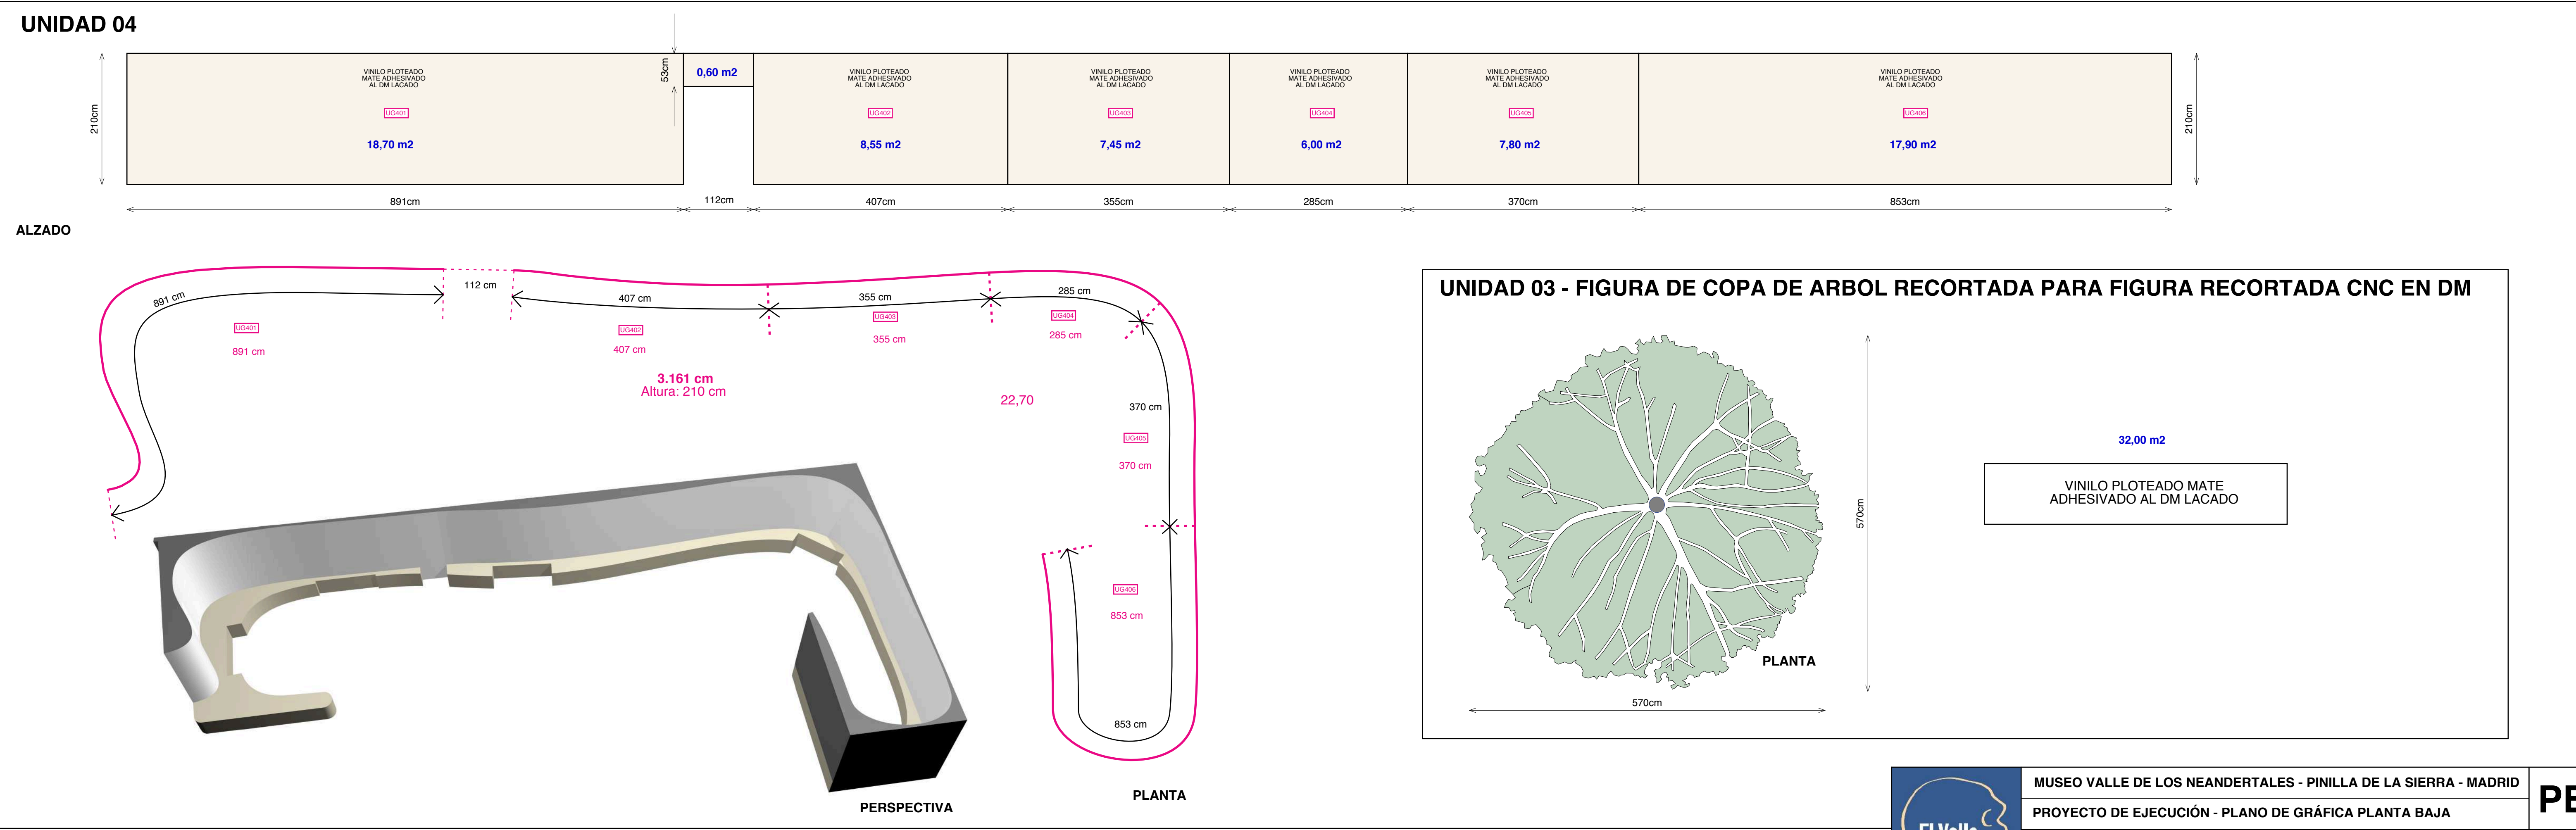 UNIDAD 04
210cm
VINILO PLOTEADO
MATE ADHESIVADO
AL DM LACADO
UG401
18,70 m2
53cm
0,60 m2
VINILO PLOTEADO
MATE ADHESIVADO
AL DM LACADO
UG402
8,55 m2
VINILO PLOTEADO
MATE ADHESIVADO
AL DM LACADO
UG403
7,45 m2
VINILO PLOTEADO
MATE ADHESIVADO
AL DM LACADO
UG404
6,00 m2
VINILO PLOTEADO
MATE ADHESIVADO
AL DM LACADO
UG405
7,80 m2
VINILO PLOTEADO
MATE ADHESIVADO
AL DM LACADO
UG406
17,90 m2
210cm
891cm
112cm
407cm
355cm
285cm
370cm
853cm
ALZADO
891 cm
112 cm
407 cm
355 cm
285 cm
UG401
891 cm
UG402
407 cm
UG403
355 cm
UG404
285 cm
3.161 cm
Altura: 210 cm
22,70
370 cm
UG405
370 cm
UG406
853 cm
853 cm
PLANTA
PERSPECTIVA
UNIDAD 03 - FIGURA DE COPA DE ARBOL RECORTADA PARA FIGURA RECORTADA CNC EN DM
570cm
570cm
PLANTA
32,00 m2
VINILO PLOTEADO MATE
ADHESIVADO AL DM LACADO
El Valle
MUSEO VALLE DE LOS NEANDERTALES - PINILLA DE LA SIERRA - MADRID
PROYECTO DE EJECUCIÓN - PLANO DE GRÁFICA PLANTA BAJA